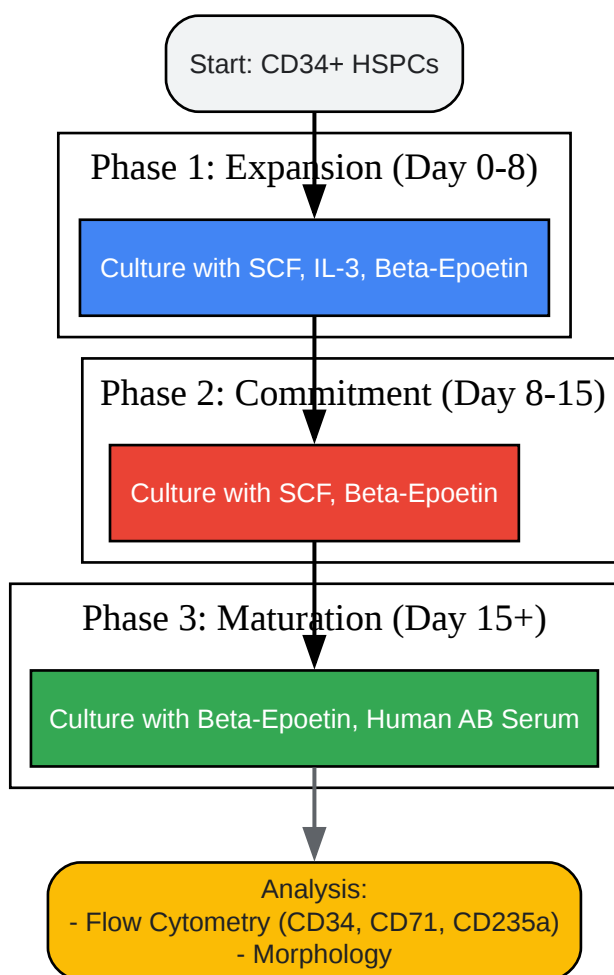 Start: CD34+ HSPCs
Phase 1: Expansion (Day 0-8)
Culture with SCF, IL-3, Beta-Epoetin
Phase 2: Commitment (Day 8-15)
Culture with SCF, Beta-Epoetin
Phase 3: Maturation (Day 15+)
Culture with Beta-Epoetin, Human AB Serum
Analysis:
- Flow Cytometry (CD34, CD71, CD235a)
- Morphology